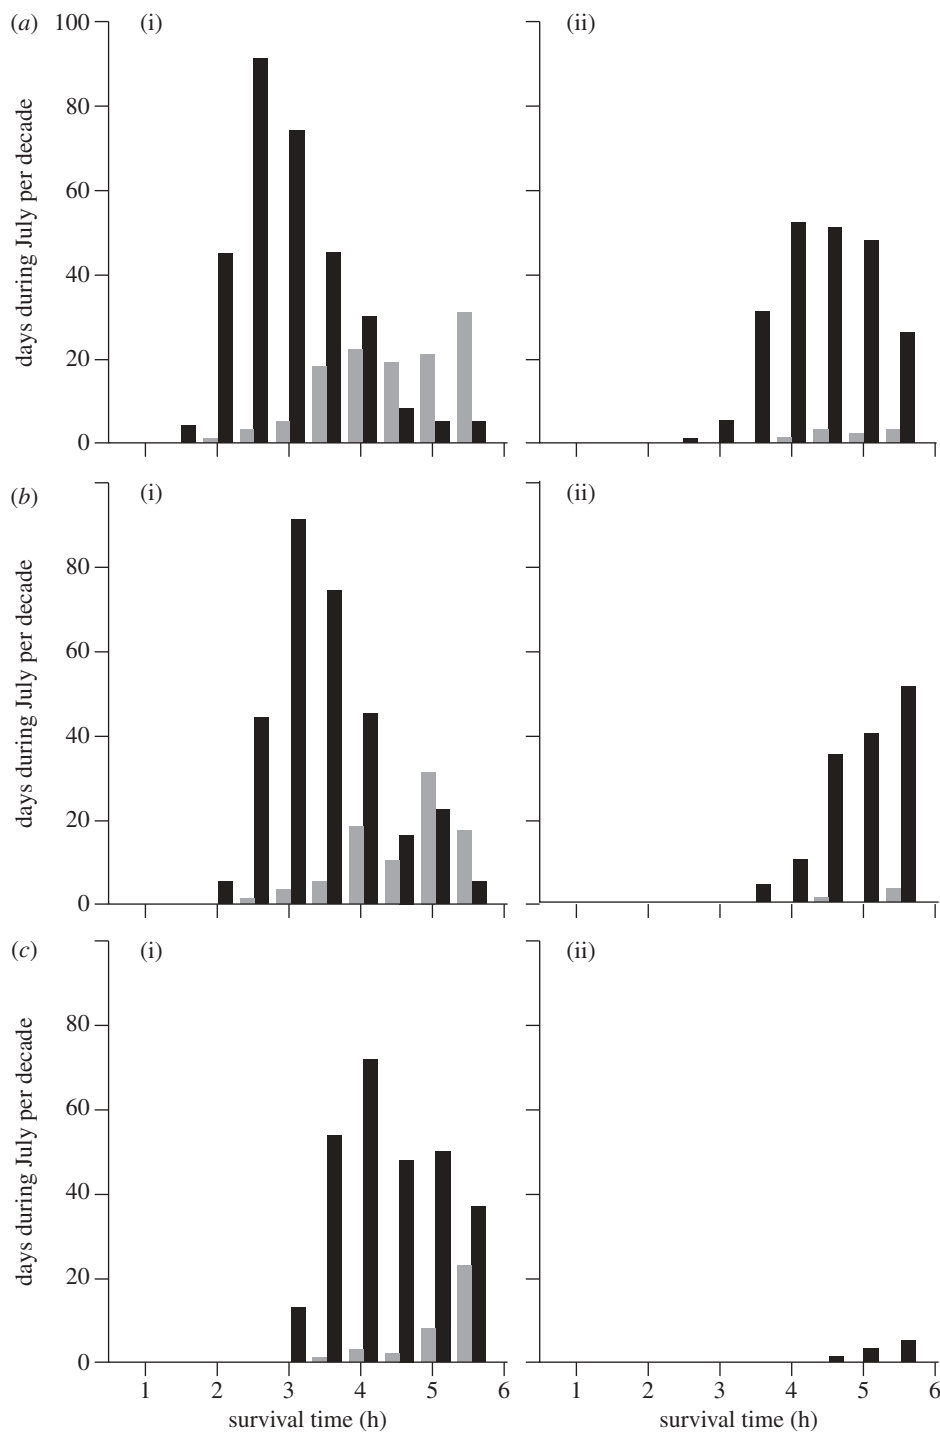 (a) 100 (i) (ii)
80
60
40
20
0
days during July per decade
(b) (i) (ii)
80
60
40
20
0
days during July per decade
(c) (i) (ii)
80
60
40
20
0
days during July per decade
1 2 3 4 5 6 1 2 3 4 5 6
survival time (h) survival time (h)